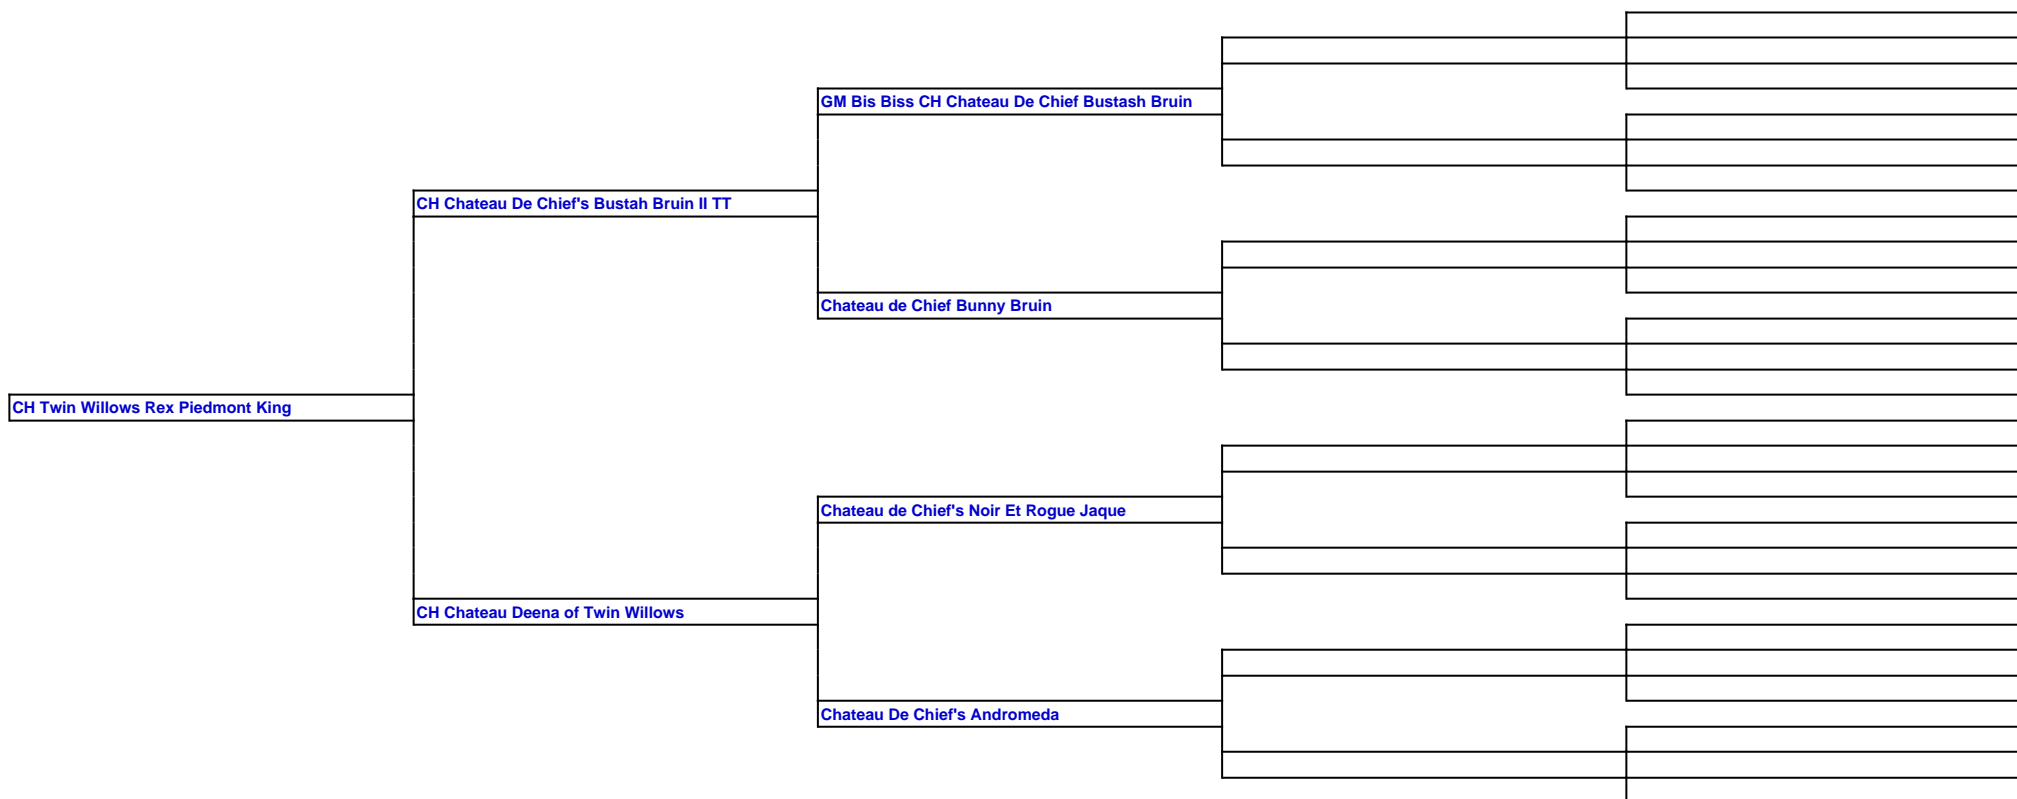 GM Bis Biss CH Chateau De Chief Bustash Bruin
CH Chateau De Chief's Bustah Bruin II TT
Chateau de Chief Bunny Bruin
CH Twin Willows Rex Piedmont King
Chateau de Chief's Noir Et Rogue Jaque
CH Chateau Deena of Twin Willows
Chateau De Chief's Andromeda